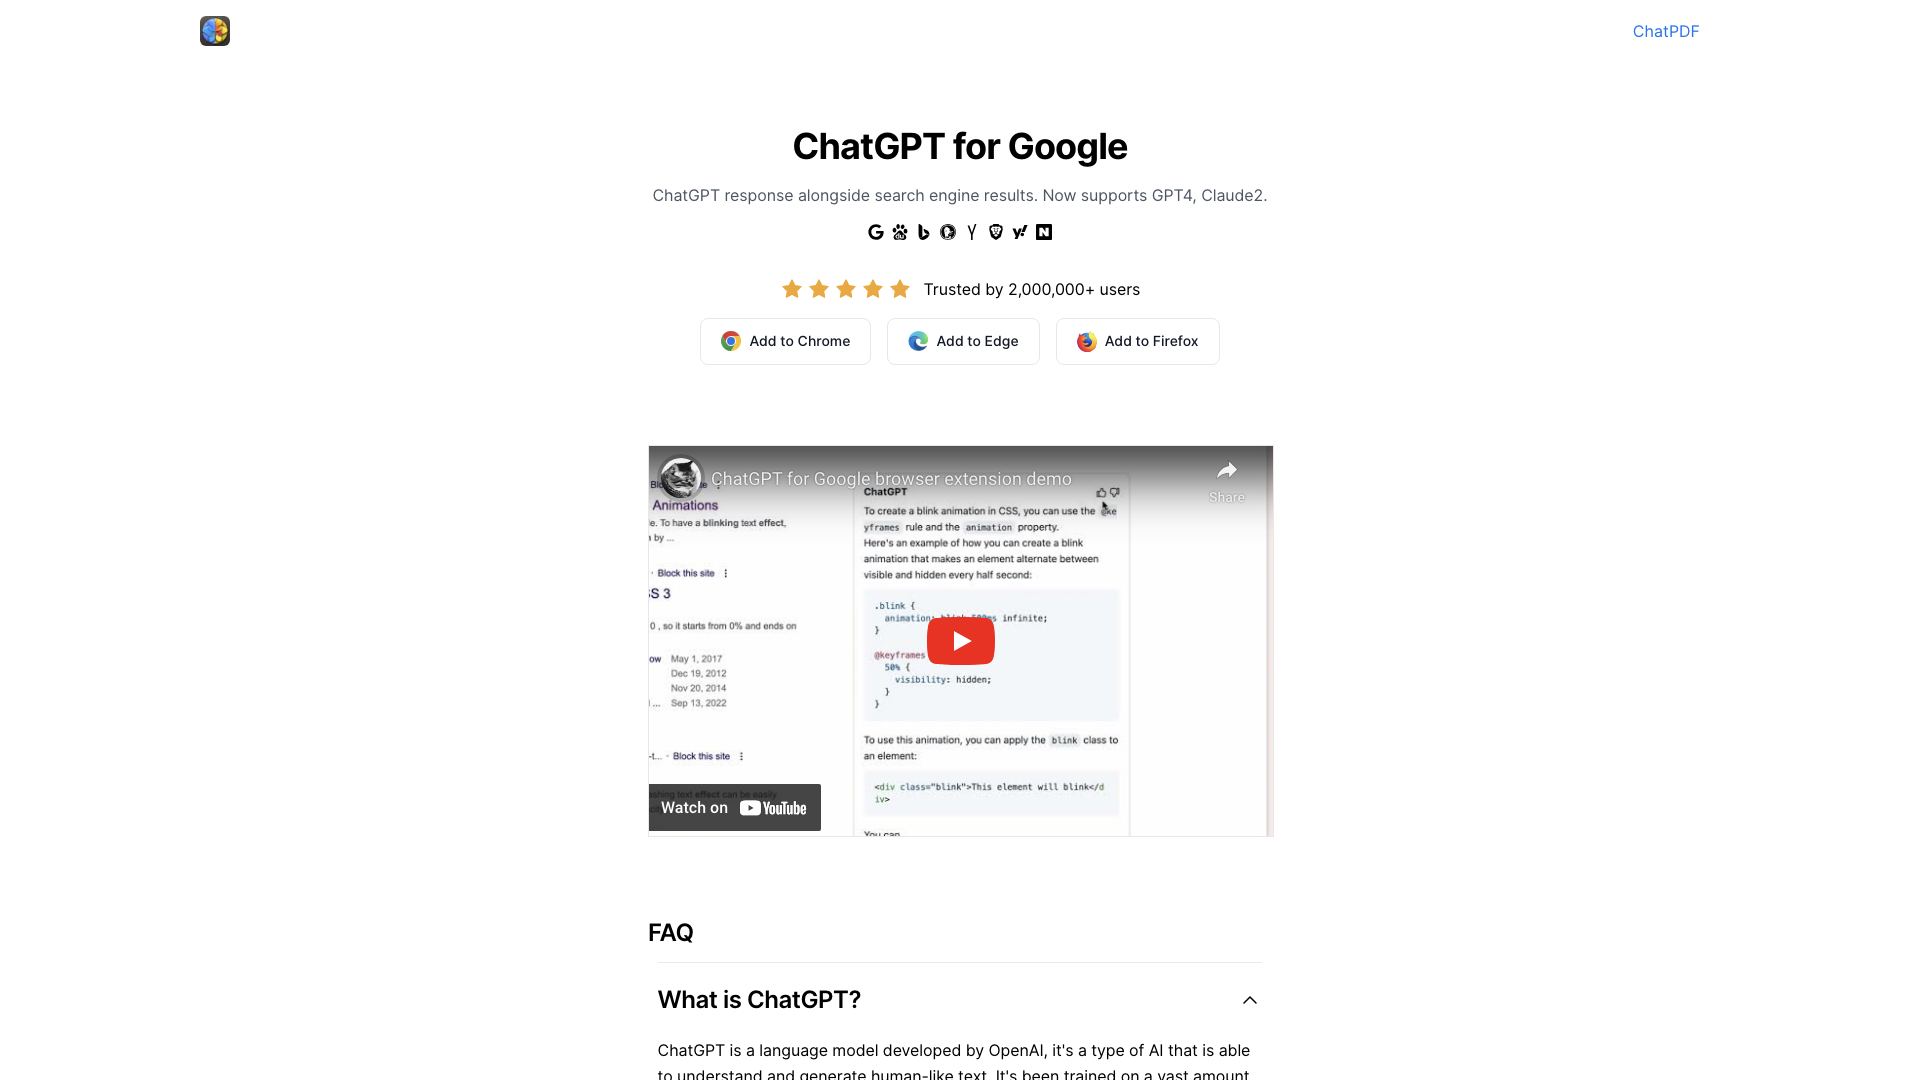 ChatPDF
ChatGPT for Google
ChatGPT response alongside search engine results. Now supports GPT4, Claude2.
Trusted by 2,000,000+ users
Add to Chrome
Add to Edge
Add to Firefox
ChatGPT for Google browser extension demo
Share
Animations
e. To have a blinking text effect,
by ...
· Block this site
SS 3
0 , so it starts from 0% and ends on
ow May 1, 2017
Dec 19, 2012
Nov 20, 2014
... Sep 13, 2022
-t... · Block this site
ChatGPT
To create a blink animation in CSS, you can use the @ke
yframes rule and the animation property.
Here's an example of how you can create a blink
animation that makes an element alternate between
visible and hidden every half second:
.blink {
animation: blink 500ms infinite;
}
@keyframes
50% {
visibility: hidden;
}
}
To use this animation, you can apply the blink class to
an element:
<div class="blink">This element will blink</d
iv>
You can
Watch on YouTube
FAQ
What is ChatGPT?
ChatGPT is a language model developed by OpenAI, it's a type of AI that is able
to understand and generate human-like text. It's been trained on a vast amount